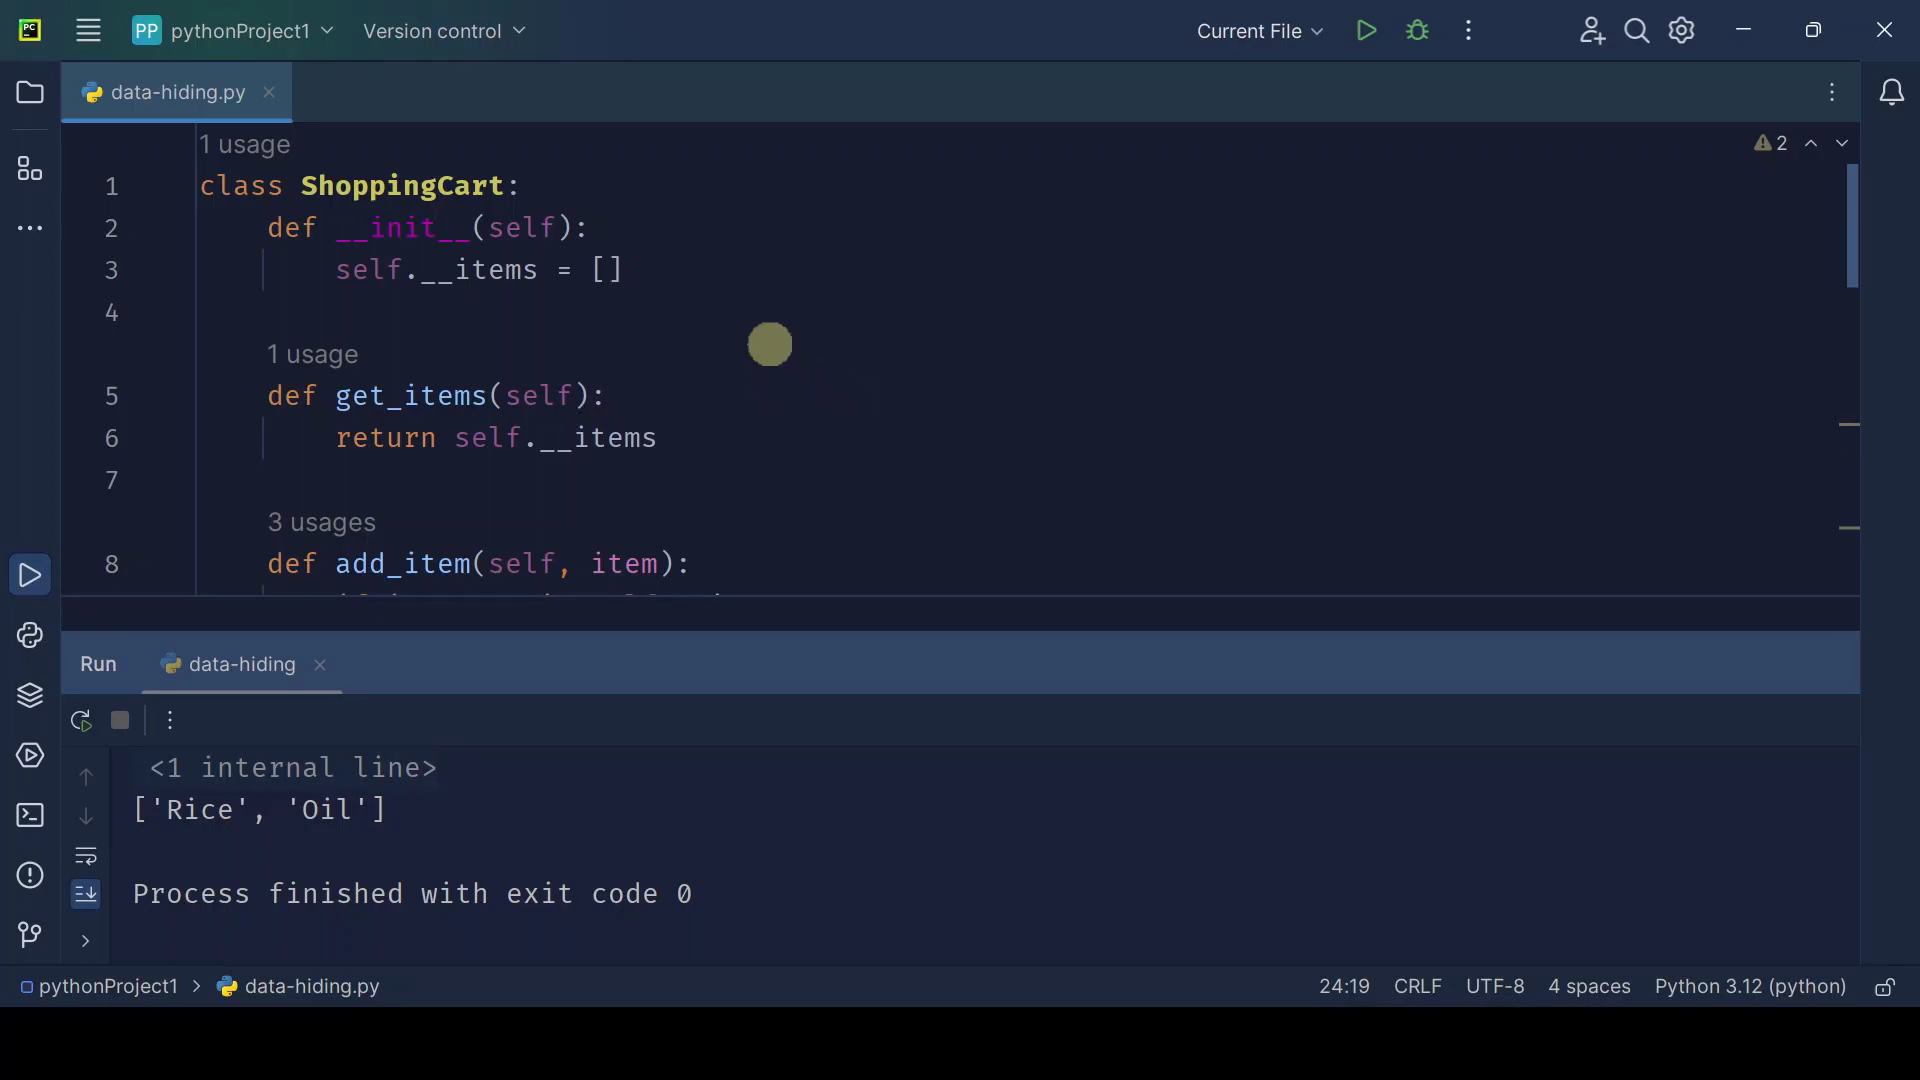 PC
PP pythonProject1
Version control
Current File
data-hiding.py
2
1 usage
1 class ShoppingCart:
2 def __init__(self):
3 self.__items = []
4
1 usage
5 def get_items(self):
6 return self.__items
7
3 usages
8 def add_item(self, item):
Run data-hiding
<1 internal line>
['Rice', 'Oil']
Process finished with exit code 0
pythonProject1 > data-hiding.py
24:19 CRLF UTF-8 4 spaces Python 3.12 (python)